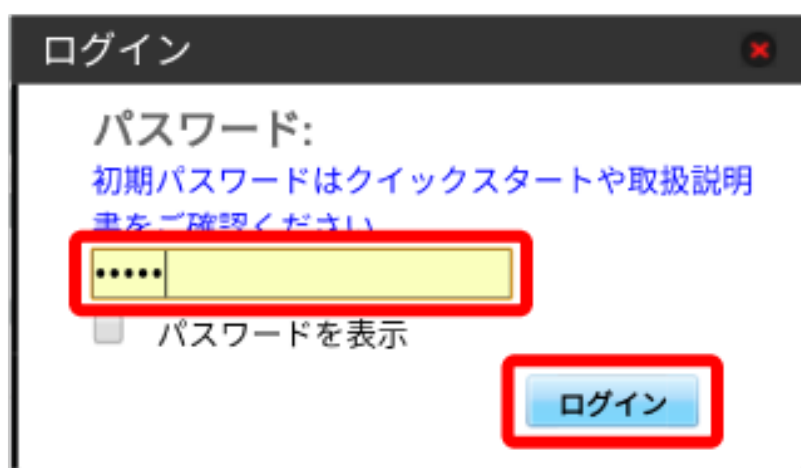 ログイン
パスワード:
初期パスワードはクイックスタートや取扱説明
書をご確認ください
•••••
パスワードを表示
ログイン